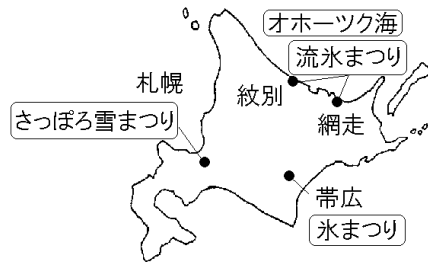 オホーツク海
流氷まつり
札幌
紋別
さっぽろ雪まつり
網走
帯広
氷まつり